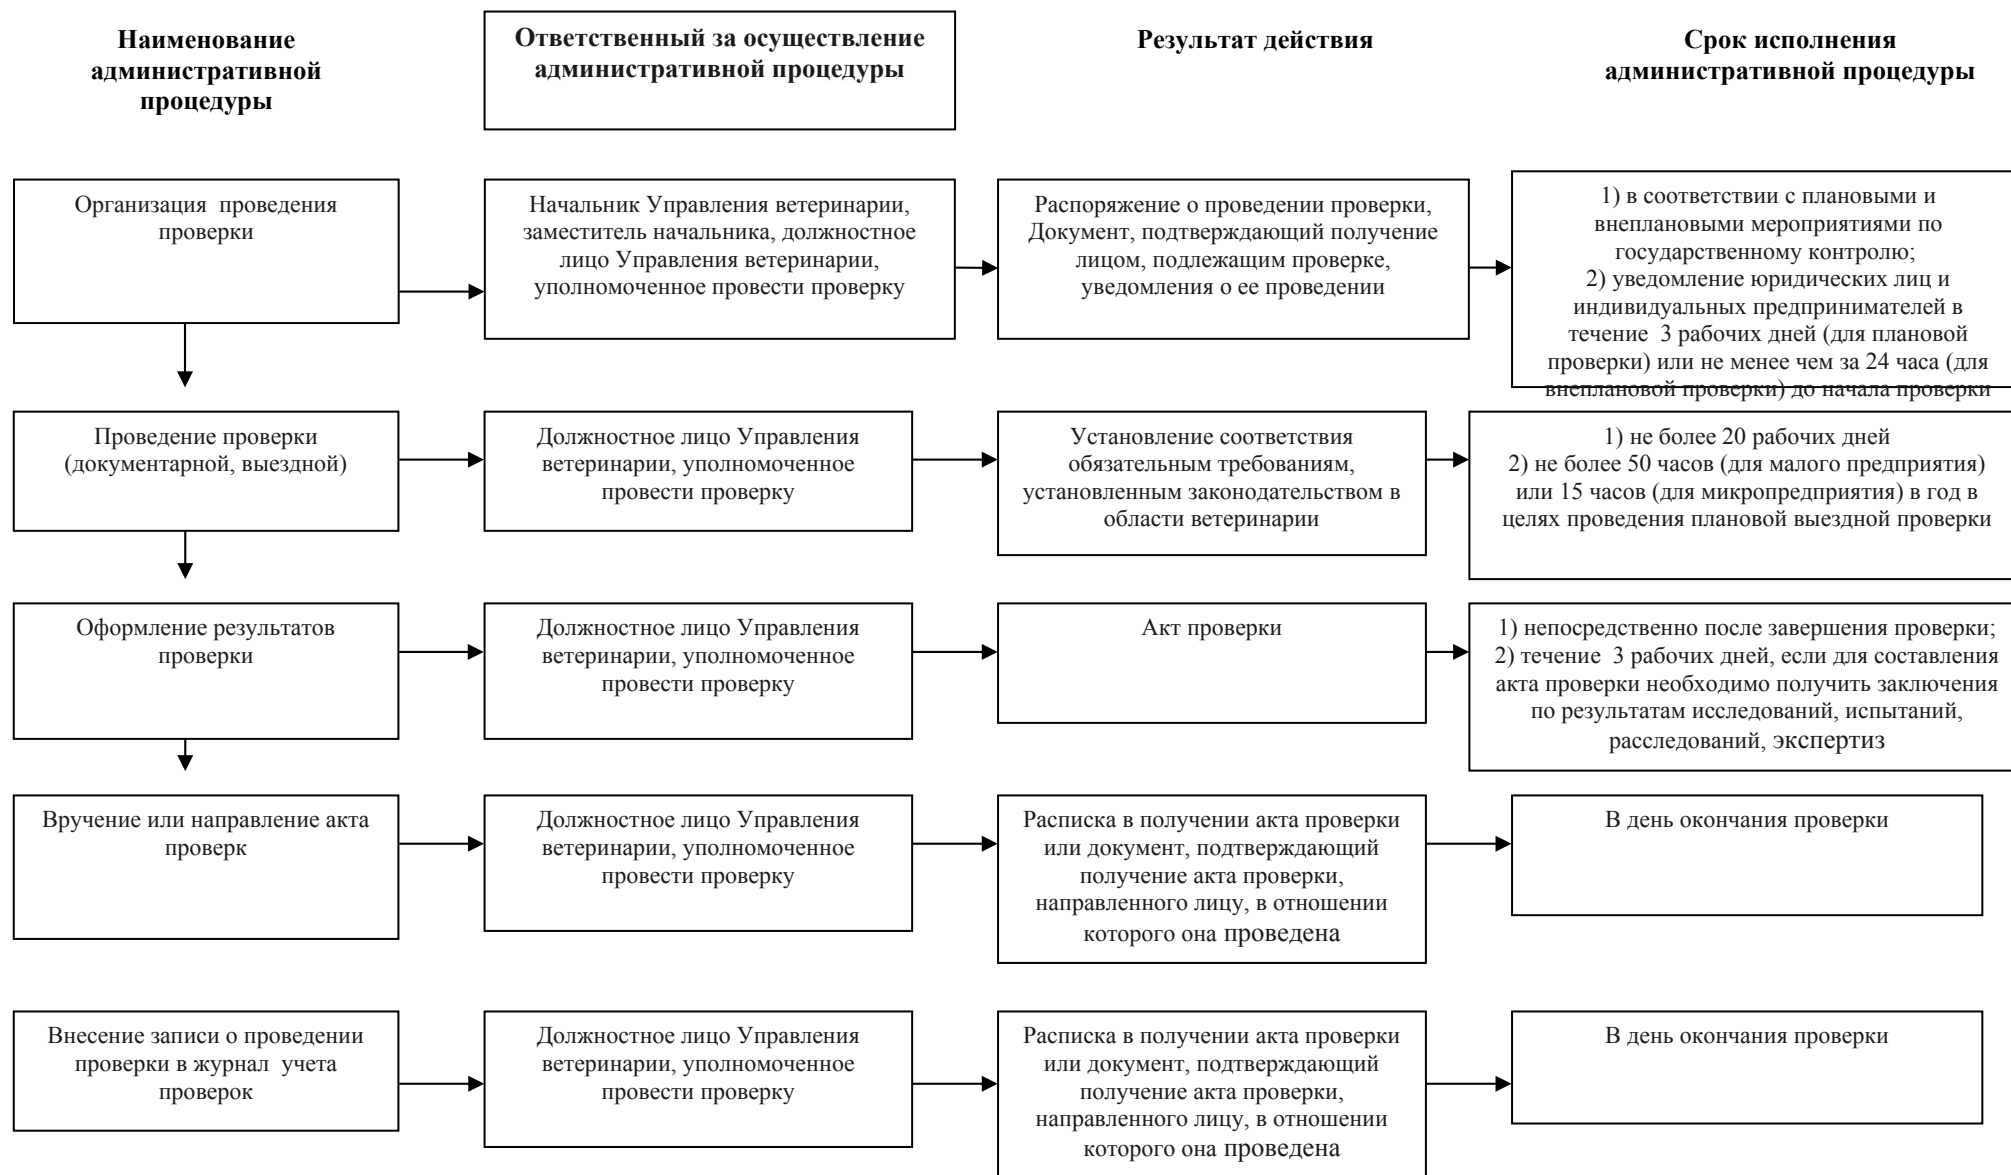 Наименование
административной
процедуры
Ответственный за осуществление
административной процедуры
Результат действия
Срок исполнения
административной процедуры
Организация  проведения
проверки
Начальник Управления ветеринарии,
заместитель начальника, должностное
лицо Управления ветеринарии,
уполномоченное провести проверку
Распоряжение о проведении проверки,
Документ, подтверждающий получение
лицом, подлежащим проверке,
уведомления о ее проведении
1) в соответствии с плановыми и
внеплановыми мероприятиями по
государственному контролю;
2) уведомление юридических лиц и
индивидуальных предпринимателей в
течение  3 рабочих дней (для плановой
проверки) или не менее чем за 24 часа (для
внеплановой проверки) до начала проверки
Проведение проверки
(документарной, выездной)
Должностное лицо Управления
ветеринарии, уполномоченное
провести проверку
Установление соответствия
обязательным требованиям,
установленным законодательством в
области ветеринарии
1) не более 20 рабочих дней
2) не более 50 часов (для малого предприятия)
или 15 часов (для микропредприятия) в год в
целях проведения плановой выездной проверки
Оформление результатов
проверки
Должностное лицо Управления
ветеринарии, уполномоченное
провести проверку
Акт проверки
1) непосредственно после завершения проверки;
2) течение  3 рабочих дней, если для составления
акта проверки необходимо получить заключения
по результатам исследований, испытаний,
расследований, экспертиз
Вручение или направление акта
проверк
Должностное лицо Управления
ветеринарии, уполномоченное
провести проверку
Расписка в получении акта проверки
или документ, подтверждающий
получение акта проверки,
направленного лицу, в отношении
которого она проведена
В день окончания проверки
Внесение записи о проведении
проверки в журнал  учета
проверок
Должностное лицо Управления
ветеринарии, уполномоченное
провести проверку
Расписка в получении акта проверки
или документ, подтверждающий
получение акта проверки,
направленного лицу, в отношении
которого она проведена
В день окончания проверки